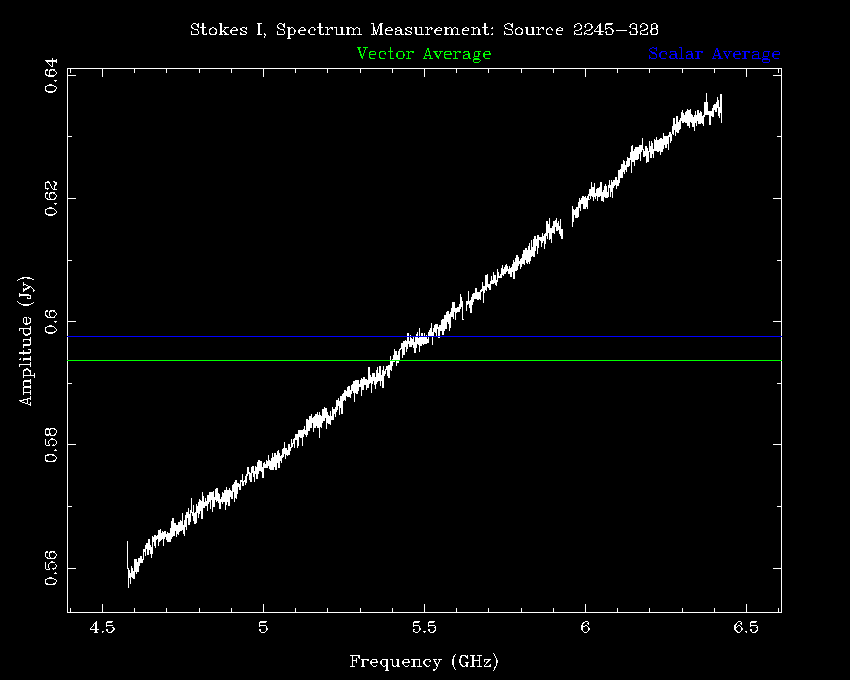 Stokes I, Spectrum Measurement: Source 2245−328
Vector Average Scalar Average
0.64
0.62
0.6
0.58
0.56
Amplitude (Jy)
4.5 5 5.5 6 6.5
Frequency (GHz)